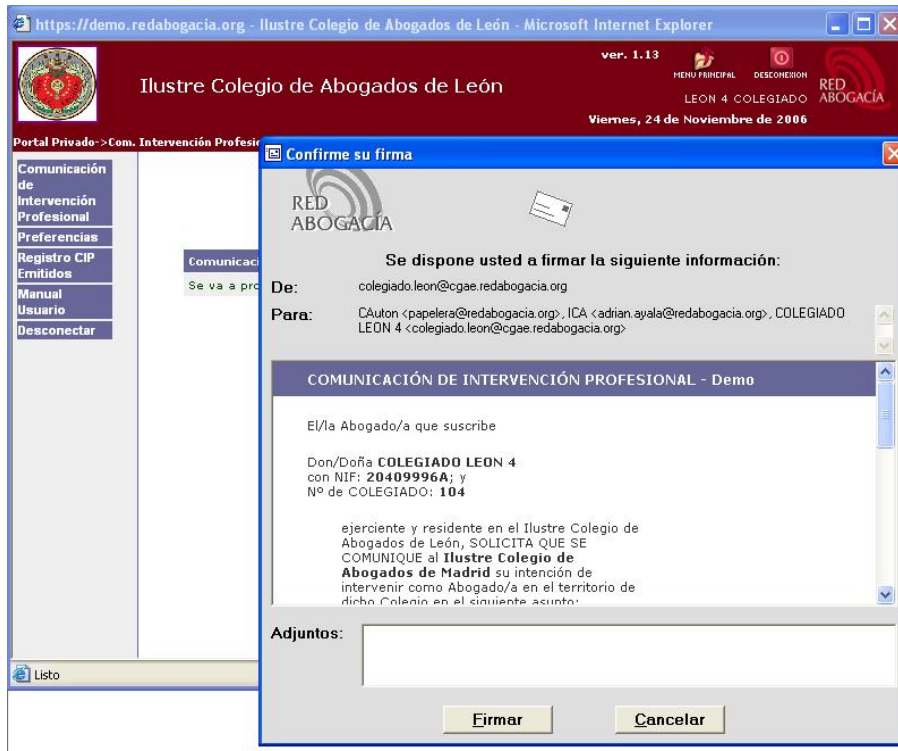 https://demo.redabogacia.org - Ilustre Colegio de Abogados de León - Microsoft Internet Explorer
Ilustre Colegio de Abogados de León
ver. 1.13
MENU PRINCIPAL
DESCONEXION
LEON 4 COLEGIADO
RED
ABOGACÍA
Viernes, 24 de Noviembre de 2006
Portal Privado->Com. Intervención Profesi
Comunicación
de
Intervención
Profesional
Preferencias
Registro CIP
Emitidos
Manual
Usuario
Desconectar
Comunicaci
Se va a pro
Listo
Confirme su firma
RED
ABOGACÍA
Se dispone usted a firmar la siguiente información:
De: colegiado.leon@cgae.redabogacia.org
Para: CAuton <papelera@redabogacia.org>, ICA <adrian.ayala@redabogacia.org>, COLEGIADO
LEON 4 <colegiado.leon@cgae.redabogacia.org>
COMUNICACIÓN DE INTERVENCIÓN PROFESIONAL - Demo
El/la Abogado/a que suscribe
Don/Doña COLEGIADO LEON 4
con NIF: 20409996A; y
Nº de COLEGIADO: 104
ejerciente y residente en el Ilustre Colegio de
Abogados de León, SOLICITA QUE SE
COMUNIQUE al Ilustre Colegio de
Abogados de Madrid su intención de
intervenir como Abogado/a en el territorio de
dicho Colegio en el siguiente asunto:
Adjuntos:
Firmar
Cancelar